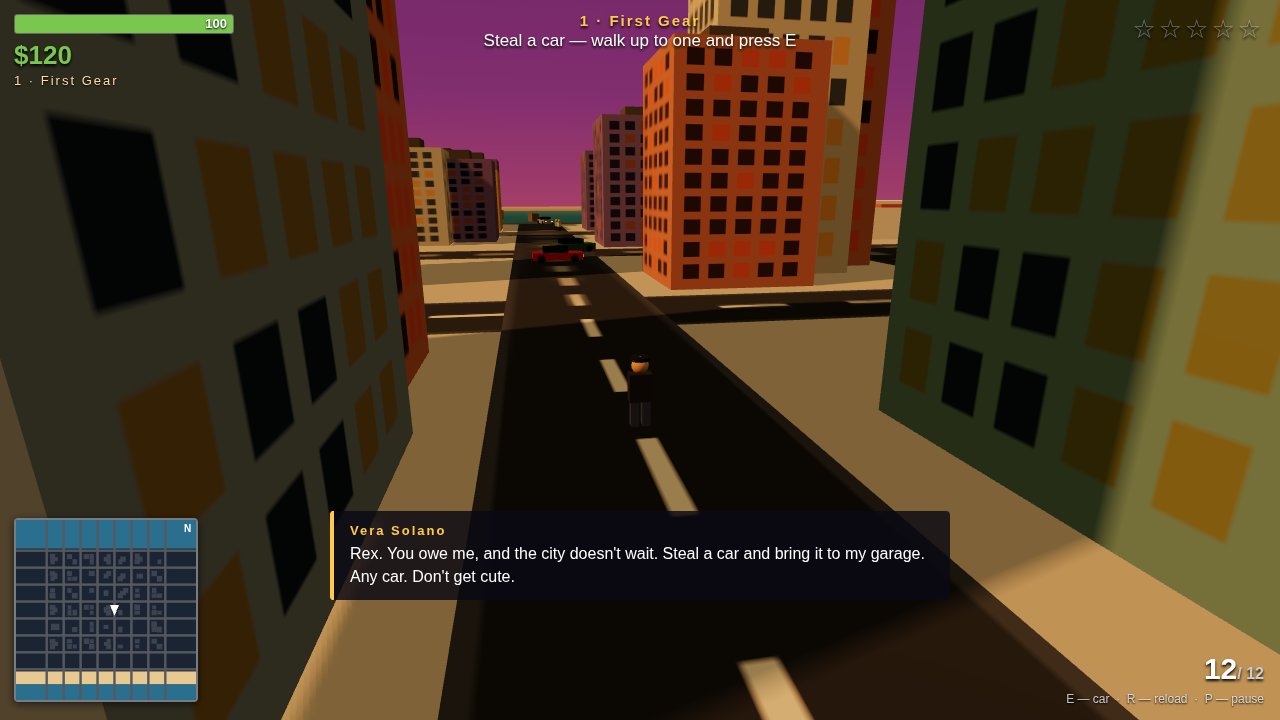 100
$120
1 · First Gear
1 · First Gear
Steal a car — walk up to one and press E
☆☆☆☆☆
N
Vera Solano
Rex. You owe me, and the city doesn't wait. Steal a car and bring it to my garage.
Any car. Don't get cute.
12 / 12
E — car · R — reload · P — pause